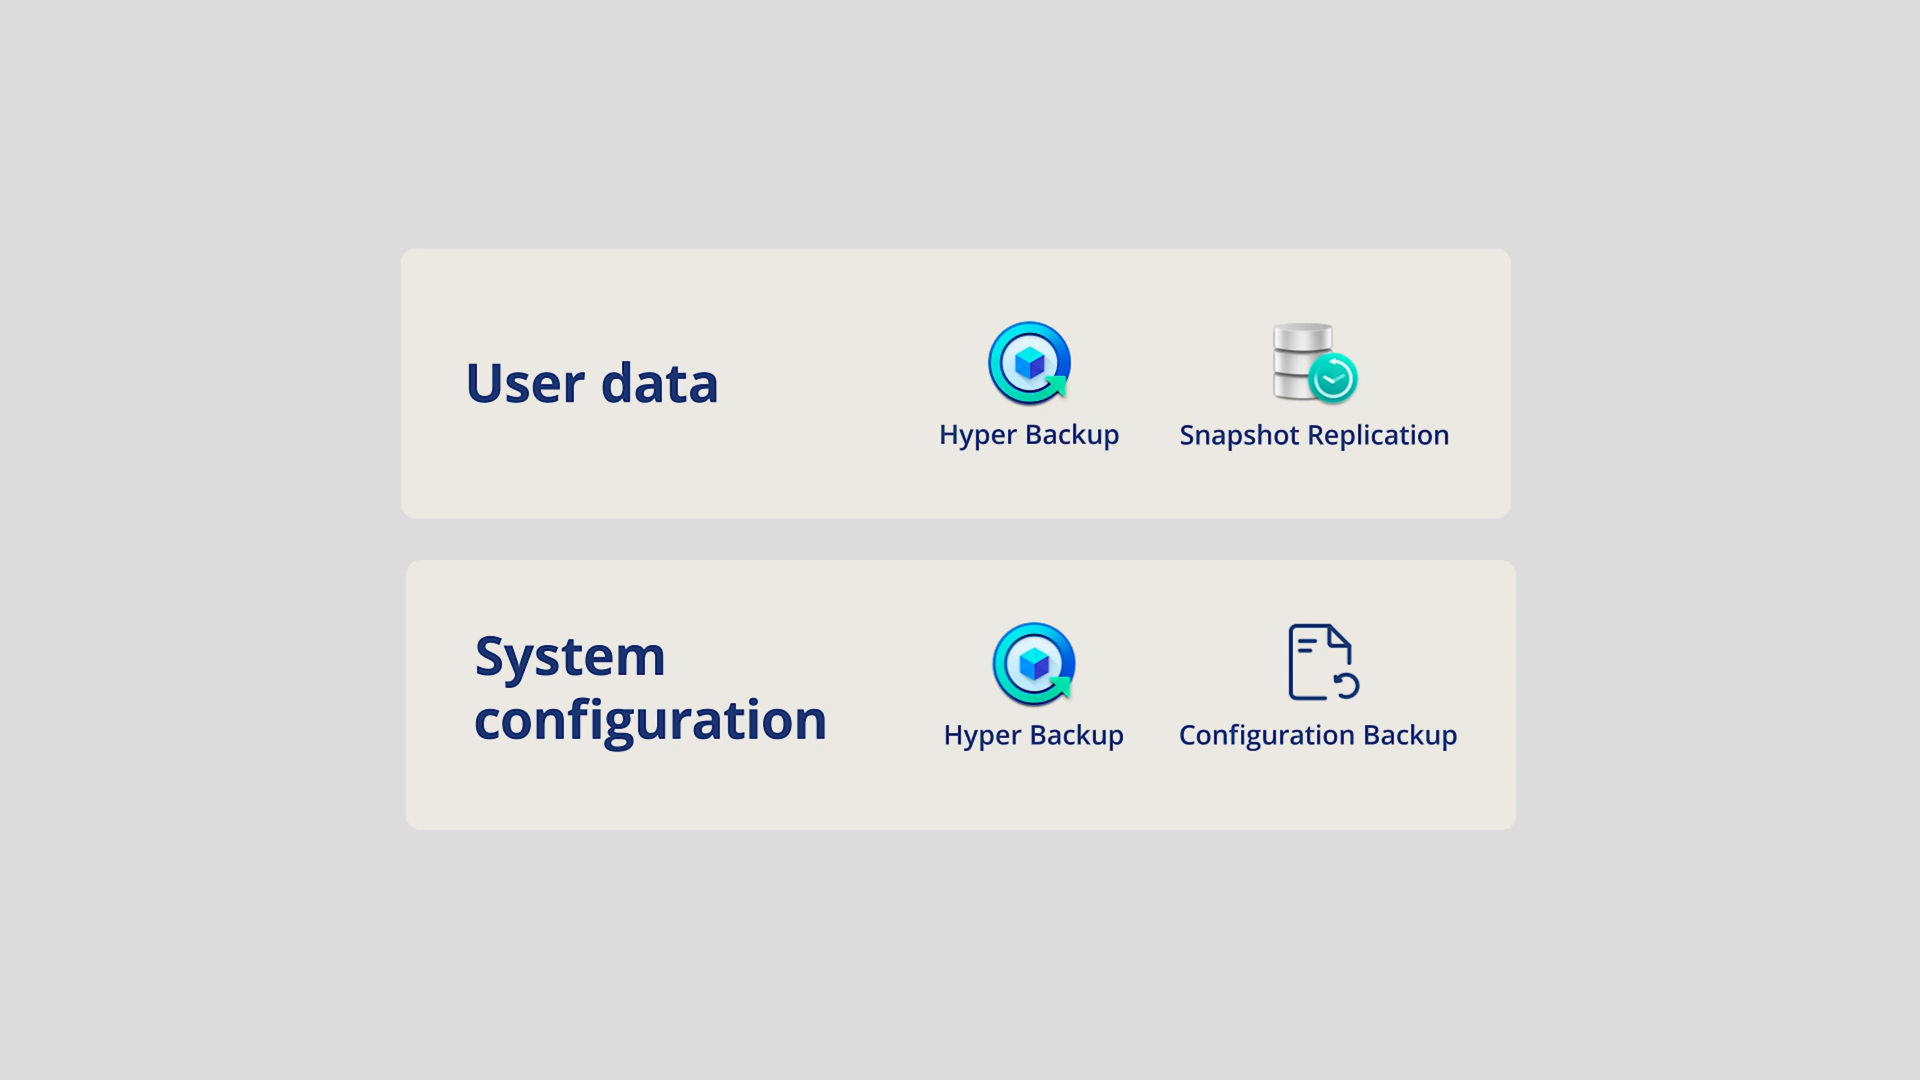 User data
Hyper Backup
Snapshot Replication
System
configuration
Hyper Backup
Configuration Backup